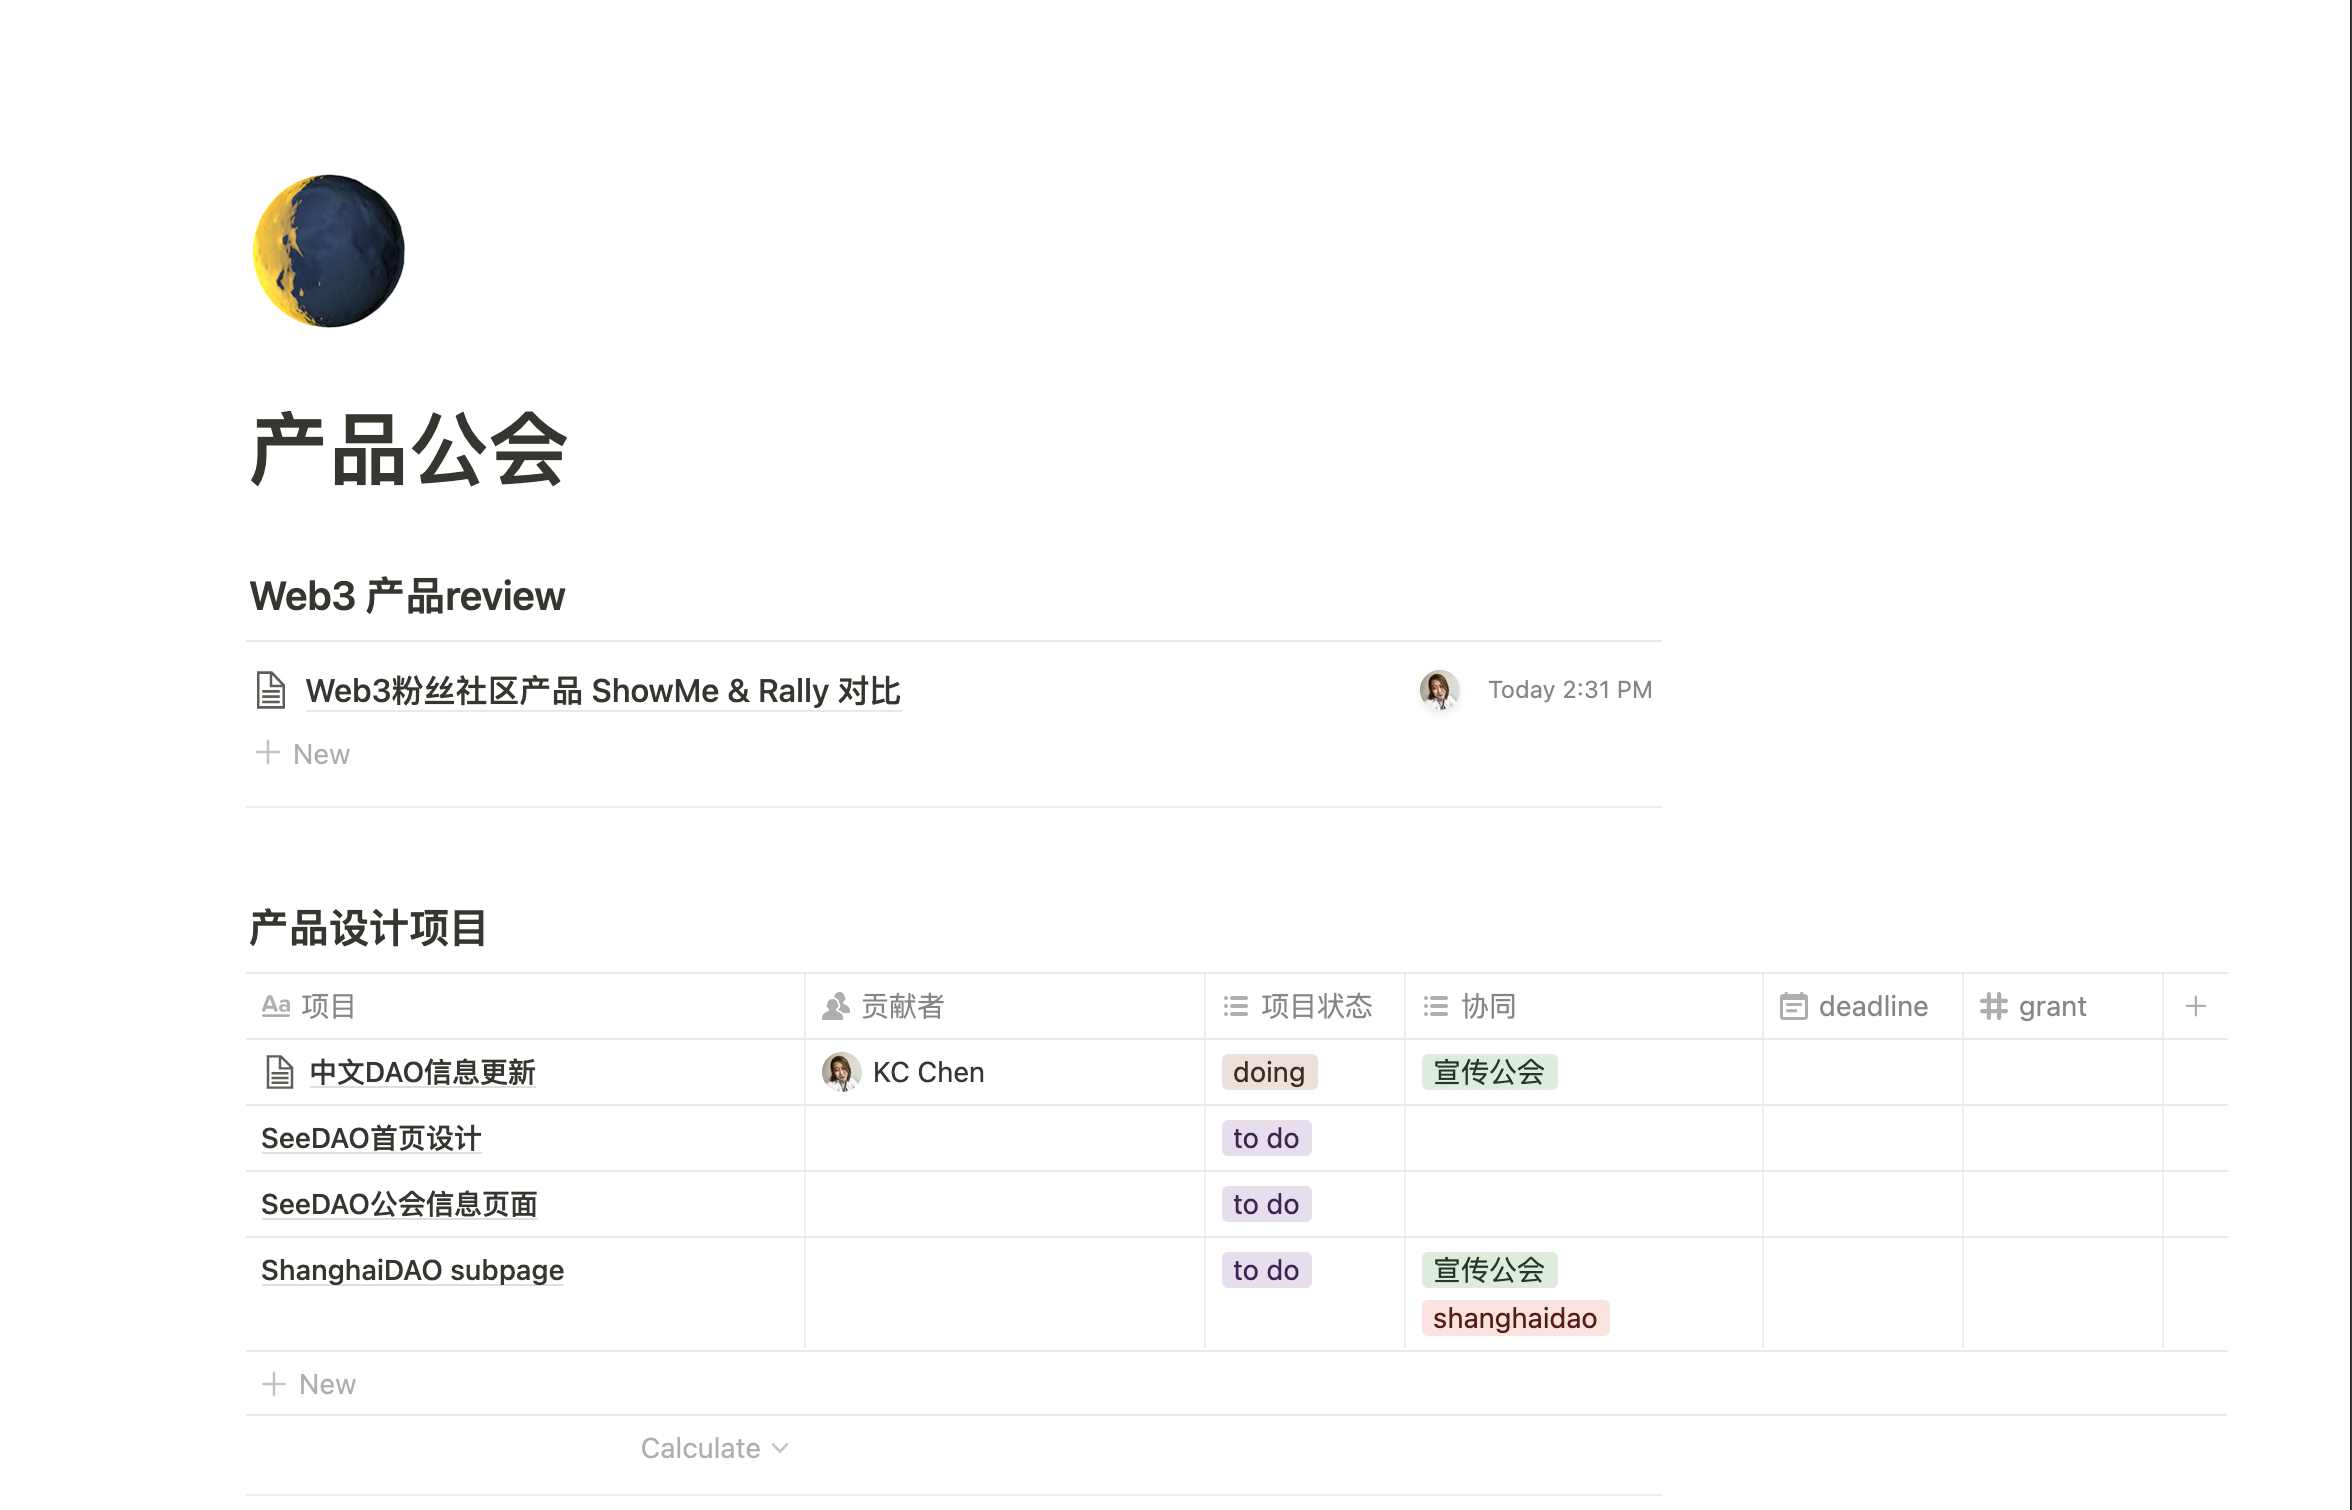 产品公会
Web3 产品review
Web3粉丝社区产品 ShowMe & Rally 对比 Today 2:31 PM
+ New
产品设计项目
Aa 项目 贡献者 项目状态 协同 deadline # grant +
中文DAO信息更新 KC Chen doing 宣传公会
SeeDAO首页设计 to do
SeeDAO公会信息页面 to do
ShanghaiDAO subpage to do 宣传公会
shanghaidao
+ New
Calculate